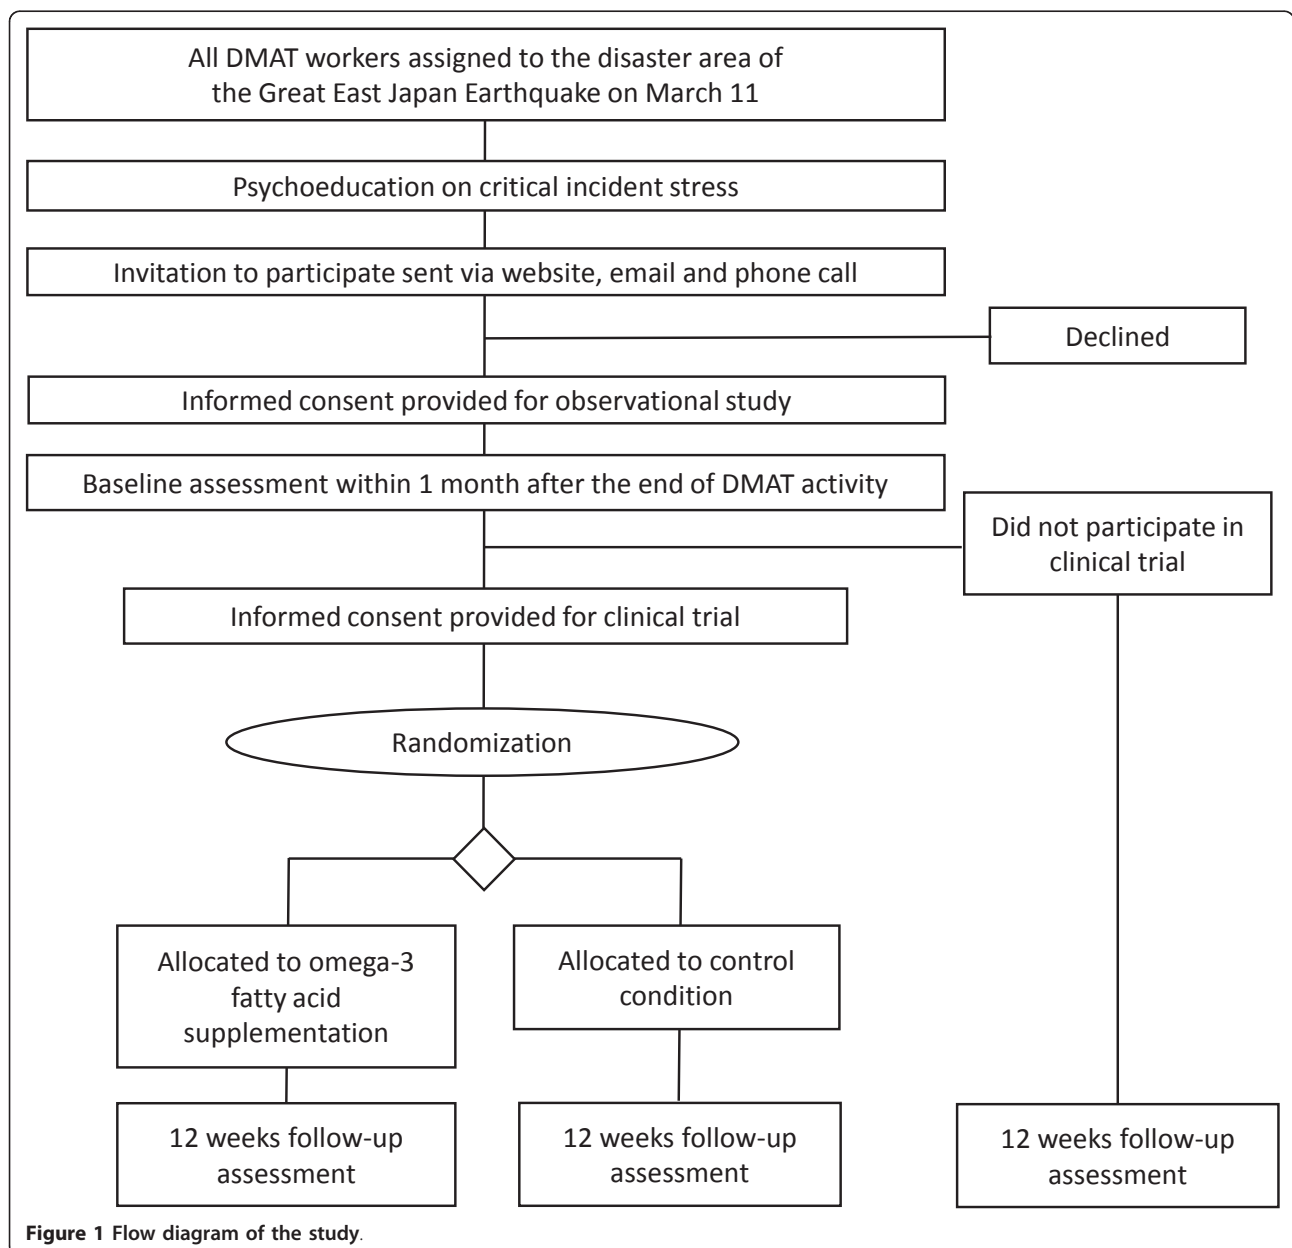 All DMAT workers assigned to the disaster area of
the Great East Japan Earthquake on March 11
Psychoeducation on critical incident stress
Invitation to participate sent via website, email and phone call
Declined
Informed consent provided for observational study
Baseline assessment within 1 month after the end of DMAT activity
Did not participate in
clinical trial
Informed consent provided for clinical trial
Randomization
Allocated to omega-3
fatty acid
supplementation
Allocated to control
condition
12 weeks follow-up
assessment
12 weeks follow-up
assessment
12 weeks follow-up
assessment
Figure 1 Flow diagram of the study.